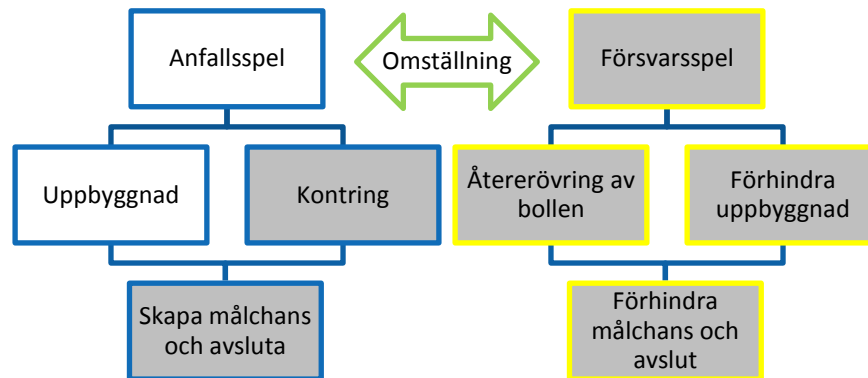 Anfallsspel
Omställning
Försvarsspel
Uppbyggnad
Kontring
Återerövring av
bollen
Förhindra
uppbyggnad
Skapa målchans
och avsluta
Förhindra
målchans och
avslut